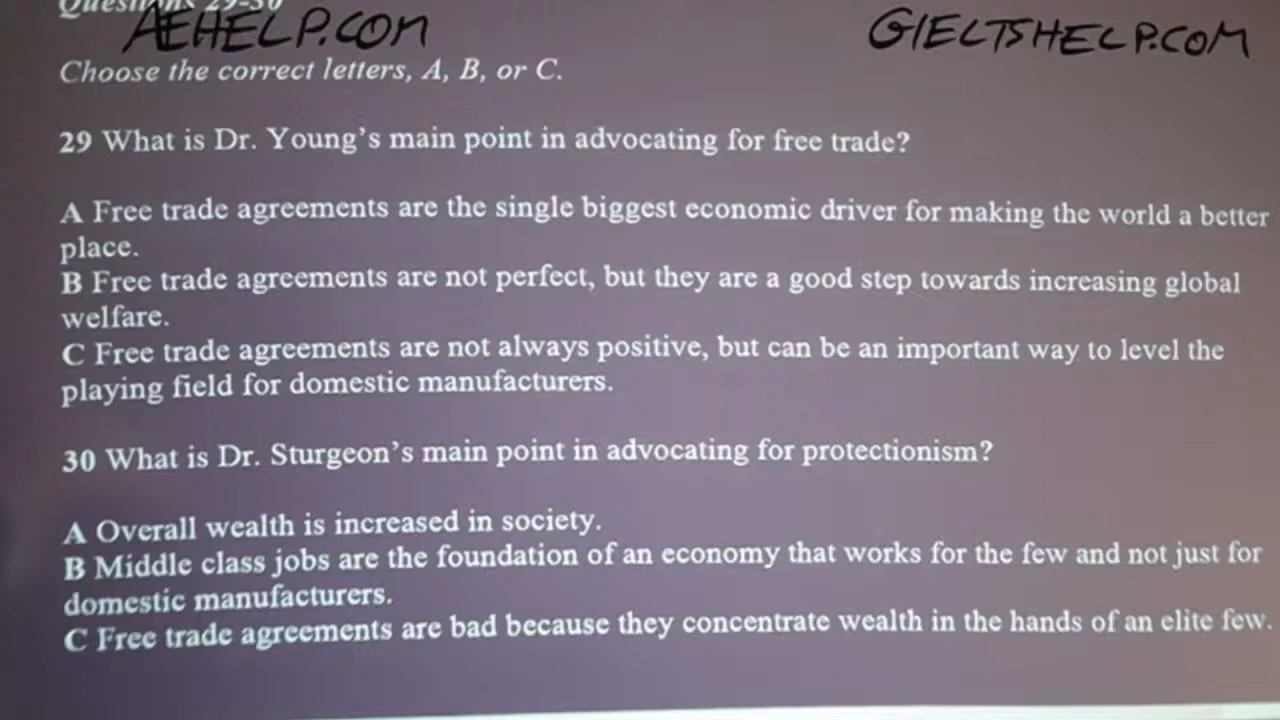 Questions 29-30
AEHELP.COM
GIELTSHELP.COM
Choose the correct letters, A, B, or C.
29 What is Dr. Young's main point in advocating for free trade?
A Free trade agreements are the single biggest economic driver for making the world a better
place.
B Free trade agreements are not perfect, but they are a good step towards increasing global
welfare.
C Free trade agreements are not always positive, but can be an important way to level the
playing field for domestic manufacturers.
30 What is Dr. Sturgeon's main point in advocating for protectionism?
A Overall wealth is increased in society.
B Middle class jobs are the foundation of an economy that works for the few and not just for
domestic manufacturers.
C Free trade agreements are bad because they concentrate wealth in the hands of an elite few.